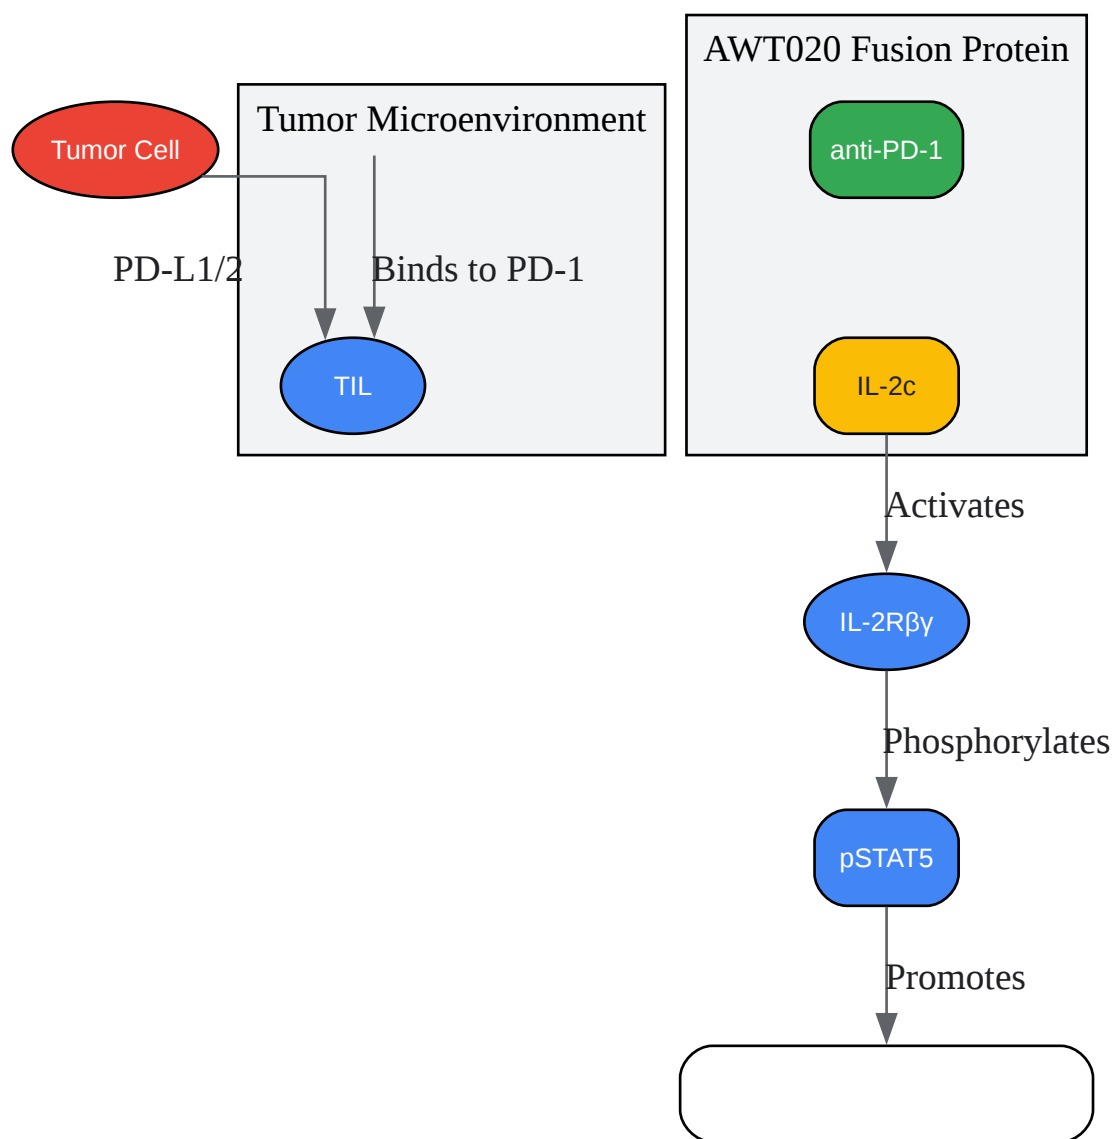 AWT020 Fusion Protein
Tumor Microenvironment
Tumor Cell
anti-PD-1
PD-L1/2
Binds to PD-1
TIL
IL-2c
Activates
IL-2Rβγ
Phosphorylates
pSTAT5
Promotes